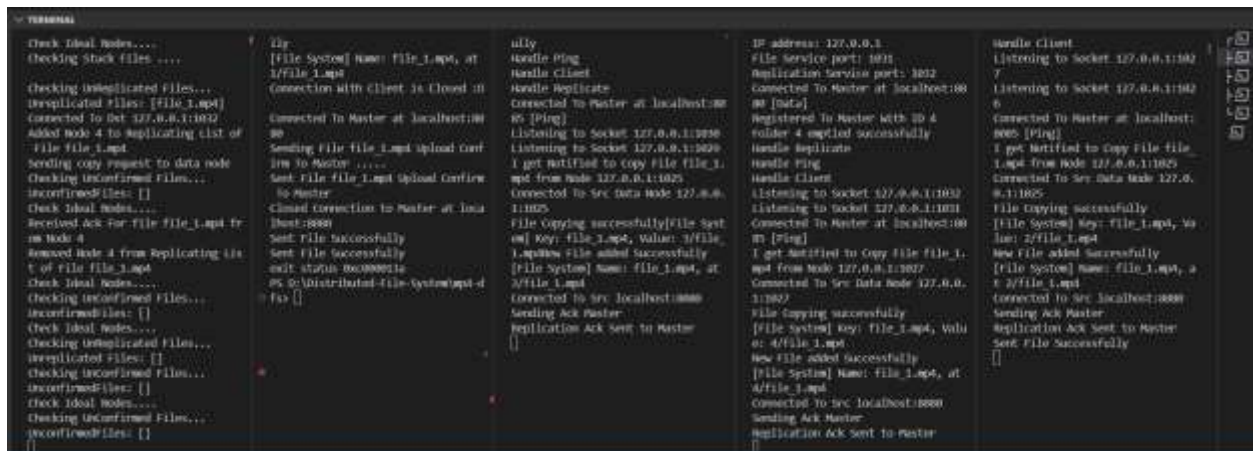 TERMINAL
Check Ideal Nodes....
Checking Stuck files ....
Checking UnReplicated Files...
Unreplicated Files: [file_1.mp4]
Connected To Dst 127.0.0.1:1032
Added Node 4 to Replicating List of
File file_1.mp4
Sending copy request to data node
Checking UnConfirmed Files...
UnconfirmedFiles: []
Check Ideal Nodes....
Received Ack For file file_1.mp4 fr
om Node 4
Removed Node 4 from Replicating Lis
t of File file_1.mp4
Check Ideal Nodes....
Checking UnConfirmed Files...
UnconfirmedFiles: []
Check Ideal Nodes....
Checking UnReplicated Files...
Unreplicated Files: []
Checking UnConfirmed Files...
UnconfirmedFiles: []
Check Ideal Nodes....
Checking UnConfirmed Files...
UnconfirmedFiles: []
lly
[File System] Name: file_1.mp4, at
1/file_1.mp4
Connection with Client is Closed
Connected To Master at localhost:80
80
Sending File file_1.mp4 Upload Conf
irm To Master .....
Sent File file_1.mp4 Upload Confirm
To Master
Closed Connection to Master at loca
lhost:8080
Sent File Successfully
Sent File Successfully
exit status 0xc000013a
PS D:\Distributed-File-System\mp4-d
fs>
ully
Handle Ping
Handle Client
Handle Replicate
Connected To Master at localhost:80
85 [Ping]
Listening to Socket 127.0.0.1:1030
Listening to Socket 127.0.0.1:1029
I get Notified to Copy File file_1.
mp4 from Node 127.0.0.1:1025
Connected To Src Data Node 127.0.0.
1:1025
File Copying successfully[File Syst
em] Key: file_1.mp4, Value: 3/file_
1.mp4New File added Successfully
[File System] Name: file_1.mp4, at
3/file_1.mp4
Connected To Src localhost:8080
Sending Ack Master
Replication Ack Sent to Master
IP address: 127.0.0.1
File Service port: 1031
Replication Service port: 1032
Connected To Master at localhost:80
80 [Data]
Registered To Master With ID 4
Folder 4 emptied successfully
Handle Replicate
Handle Ping
Handle Client
Listening to Socket 127.0.0.1:1032
Listening to Socket 127.0.0.1:1031
Connected To Master at localhost:80
85 [Ping]
I get Notified to Copy File file_1.
mp4 from Node 127.0.0.1:1027
Connected To Src Data Node 127.0.0.
1:1027
File Copying successfully
[File System] Key: file_1.mp4, Valu
e: 4/file_1.mp4
New File added Successfully
[File System] Name: file_1.mp4, at
4/file_1.mp4
Connected To Src localhost:8080
Sending Ack Master
Replication Ack Sent to Master
Handle Client
Listening to Socket 127.0.0.1:102
7
Listening to Socket 127.0.0.1:102
6
Connected To Master at localhost:
8085 [Ping]
I get Notified to Copy File file_
1.mp4 from Node 127.0.0.1:1025
Connected To Src Data Node 127.0.
0.1:1025
File Copying successfully
[File System] Key: file_1.mp4, Va
lue: 2/file_1.mp4
New File added Successfully
[File System] Name: file_1.mp4, a
t 2/file_1.mp4
Connected To Src localhost:8080
Sending Ack Master
Replication Ack Sent to Master
Sent File Successfully